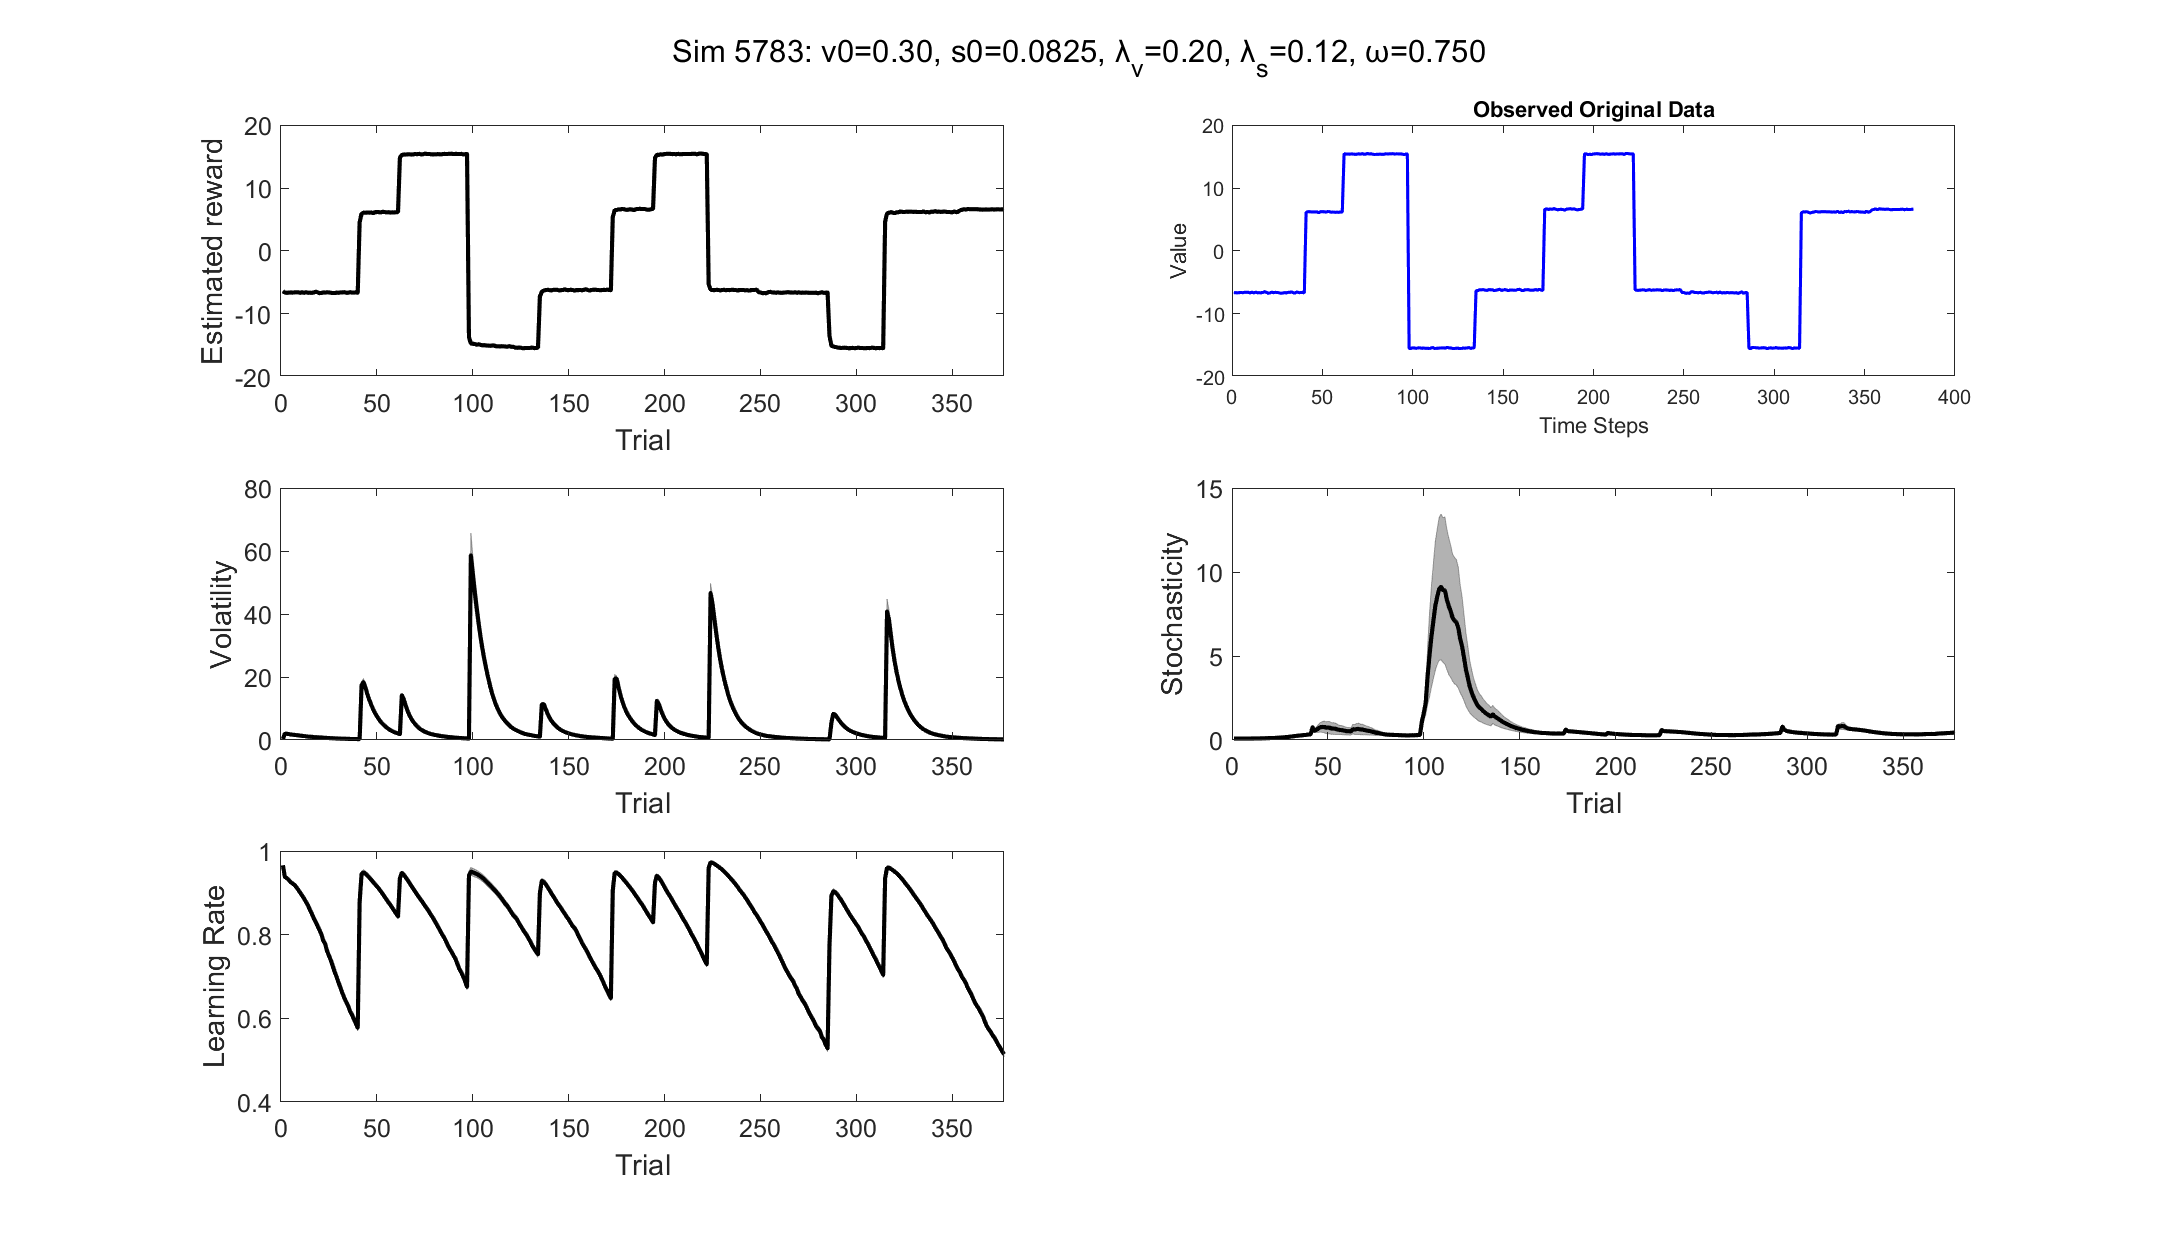 Sim 5783: v0=0.30, s0=0.0825, λ_v=0.20, λ_s=0.12, ω=0.750
Estimated reward
20
10
0
-10
-20
0 50 100 150 200 250 300 350
Trial
Observed Original Data
Value
20
10
0
-10
-20
0 50 100 150 200 250 300 350 400
Time Steps
Volatility
80
60
40
20
0
0 50 100 150 200 250 300 350
Trial
Stochasticity
15
10
5
0
0 50 100 150 200 250 300 350
Trial
Learning Rate
1
0.8
0.6
0.4
0 50 100 150 200 250 300 350
Trial